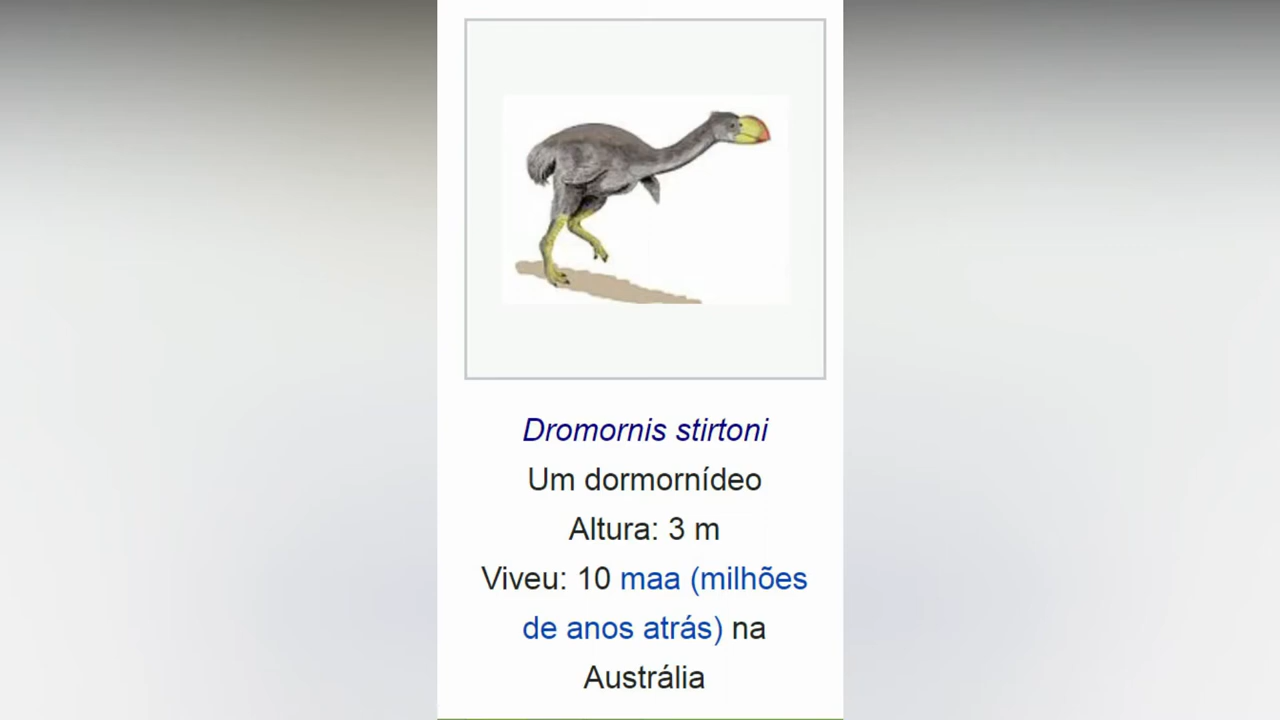 Dromornis stirtoni
Um dormornídeo
Altura: 3 m
Viveu: 10 maa (milhões
de anos atrás) na
Austrália